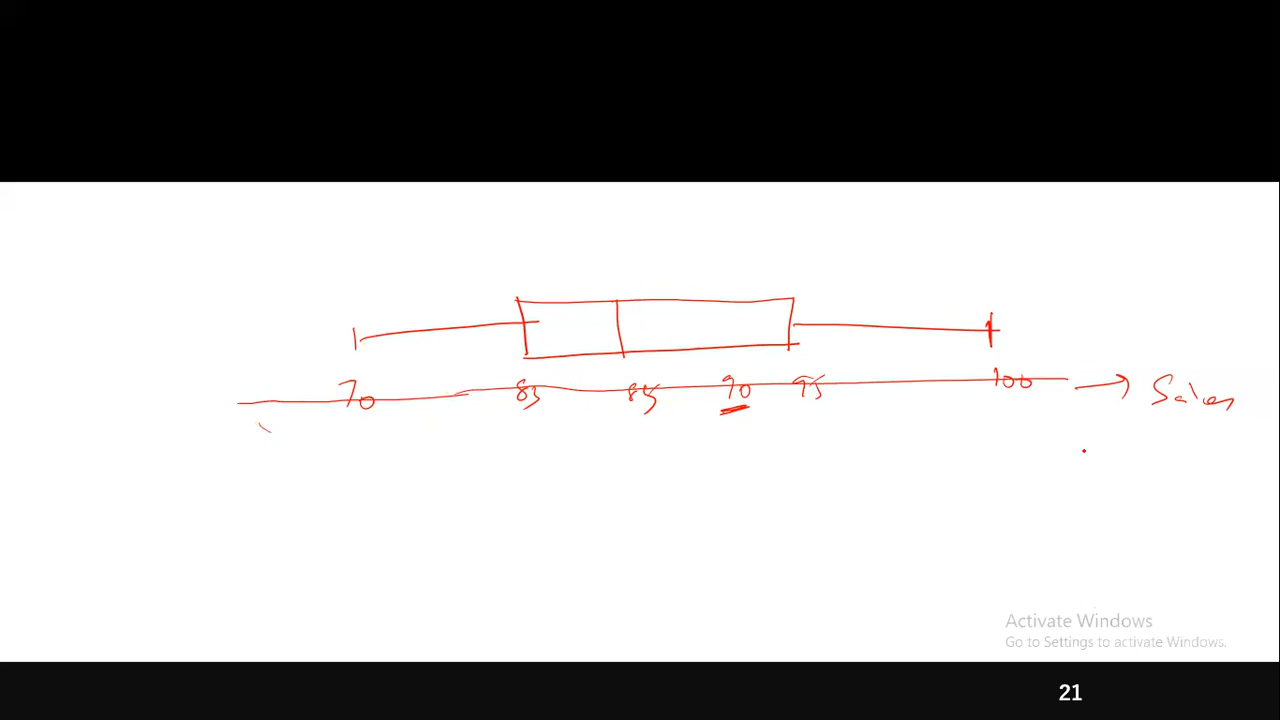 70 83 85 90 95 100 → Sales
Activate Windows
Go to Settings to activate Windows.
21